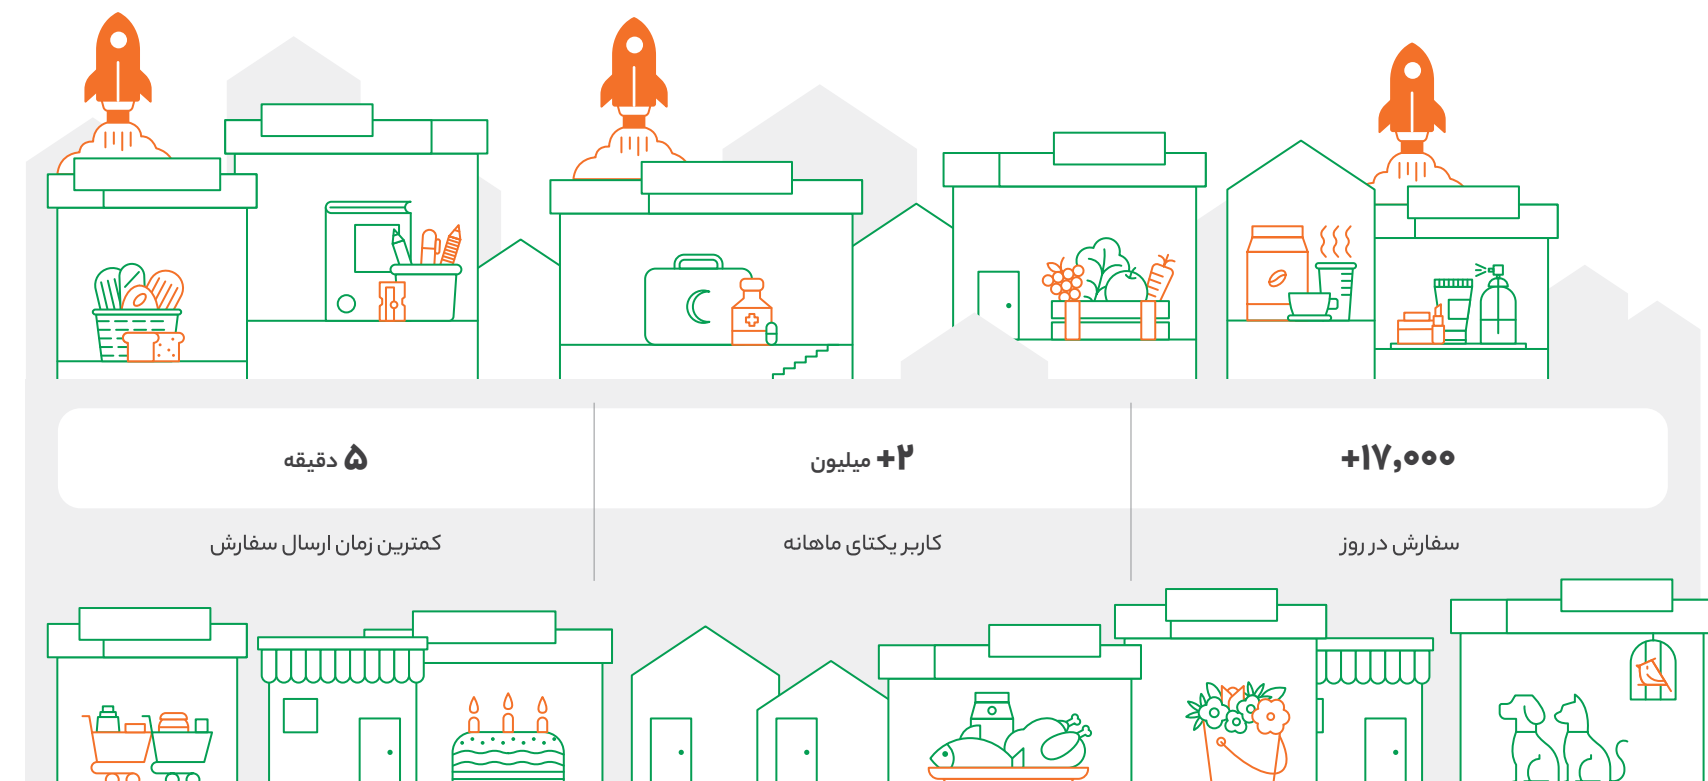 ۱۷,۰۰۰+
سفارش در روز
۲+ میلیون
کاربر یکتای ماهانه
۵ دقیقه
کمترین زمان ارسال سفارش